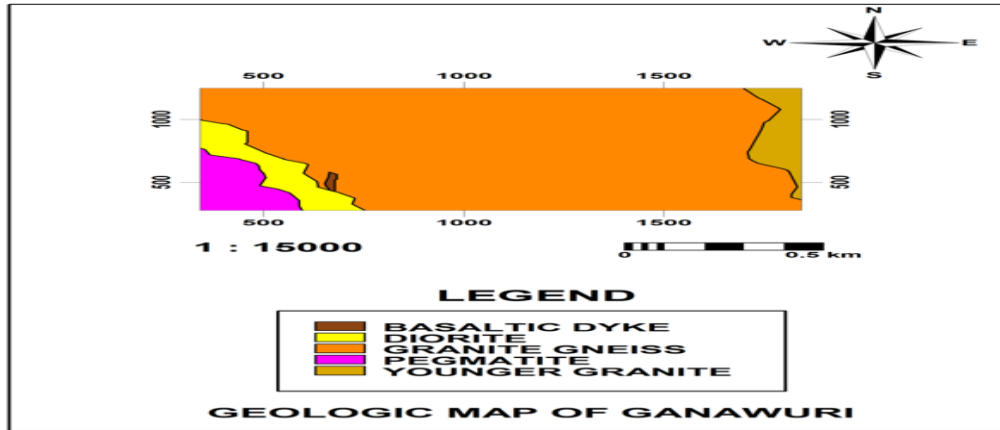 N
W E
S
500 1000 1500
1000 1000
500 500
500 1000 1500
1 : 15000
0 0.5 km
LEGEND
BASALTIC DYKE
DIORITE
GRANITE GNEISS
PEGMATITE
YOUNGER GRANITE
GEOLOGIC MAP OF GANAWURI